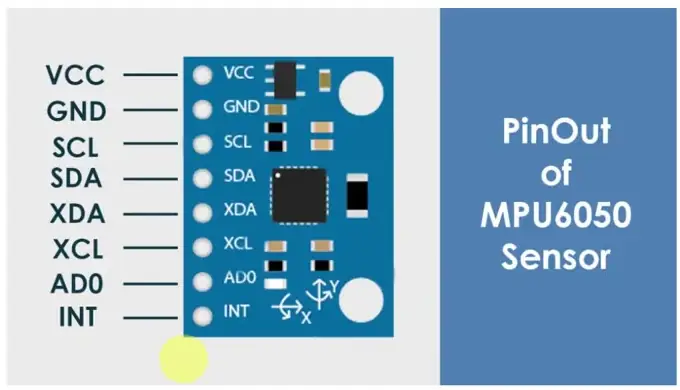 VCC
GND
SCL
SDA
XDA
XCL
AD0
INT
VCC
GND
SCL
SDA
XDA
XCL
AD0
INT
X
Y
PinOut
of
MPU6050
Sensor